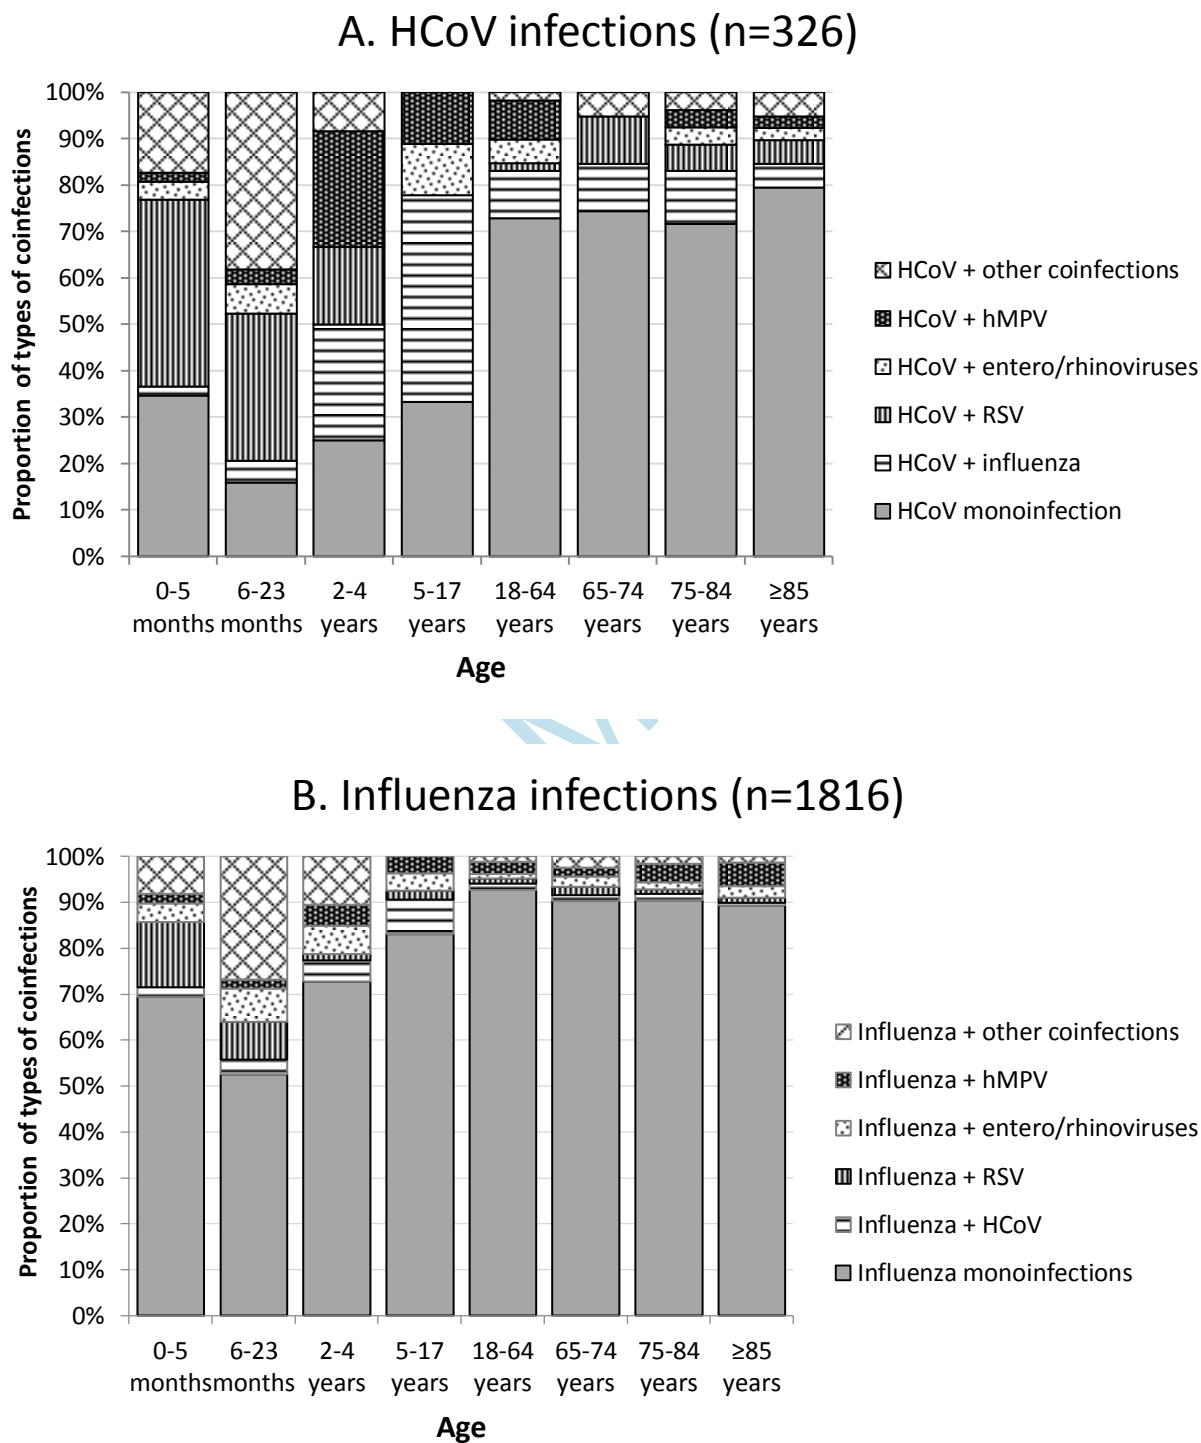 A. HCoV infections (n=326)
Proportion of types of coinfections
100%
90%
80%
70%
60%
50%
40%
30%
20%
10%
0%
0-5 months
6-23 months
2-4 years
5-17 years
18-64 years
65-74 years
75-84 years
≥85 years
Age
HCoV + other coinfections
HCoV + hMPV
HCoV + entero/rhinoviruses
HCoV + RSV
HCoV + influenza
HCoV monoinfection
B. Influenza infections (n=1816)
Proportion of types of coinfections
100%
90%
80%
70%
60%
50%
40%
30%
20%
10%
0%
0-5 months
6-23 months
2-4 years
5-17 years
18-64 years
65-74 years
75-84 years
≥85 years
Age
Influenza + other coinfections
Influenza + hMPV
Influenza + entero/rhinoviruses
Influenza + RSV
Influenza + HCoV
Influenza monoinfections